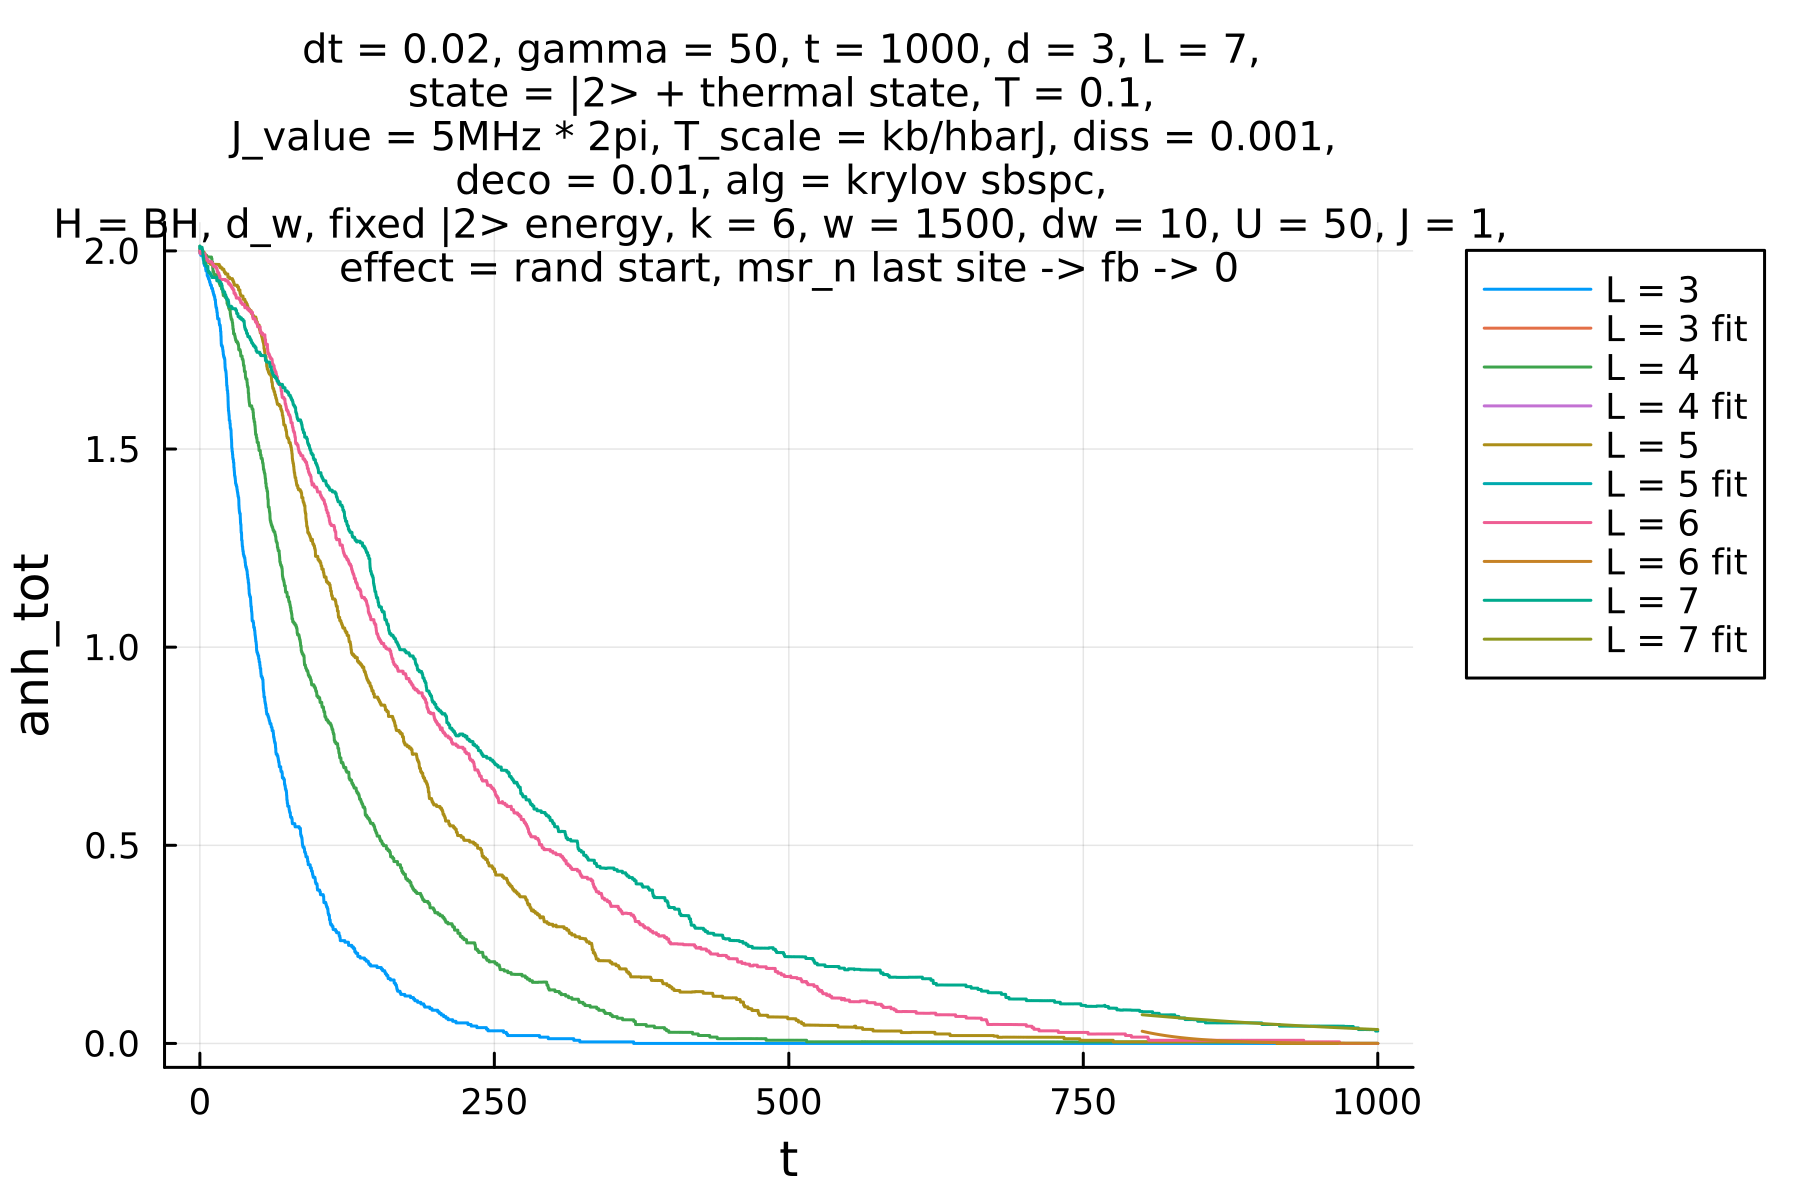 dt = 0.02, gamma = 50, t = 1000, d = 3, L = 7,
state = |2> + thermal state, T = 0.1,
J_value = 5MHz * 2pi, T_scale = kb/hbarJ, diss = 0.001,
deco = 0.01, alg = krylov sbspc,
H = BH, d_w, fixed |2> energy, k = 6, w = 1500, dw = 10, U = 50, J = 1,
effect = rand start, msr_n last site -> fb -> 0
2.0
1.5
1.0
0.5
0.0
anh_tot
0
250
500
750
1000
t
L = 3
L = 3 fit
L = 4
L = 4 fit
L = 5
L = 5 fit
L = 6
L = 6 fit
L = 7
L = 7 fit